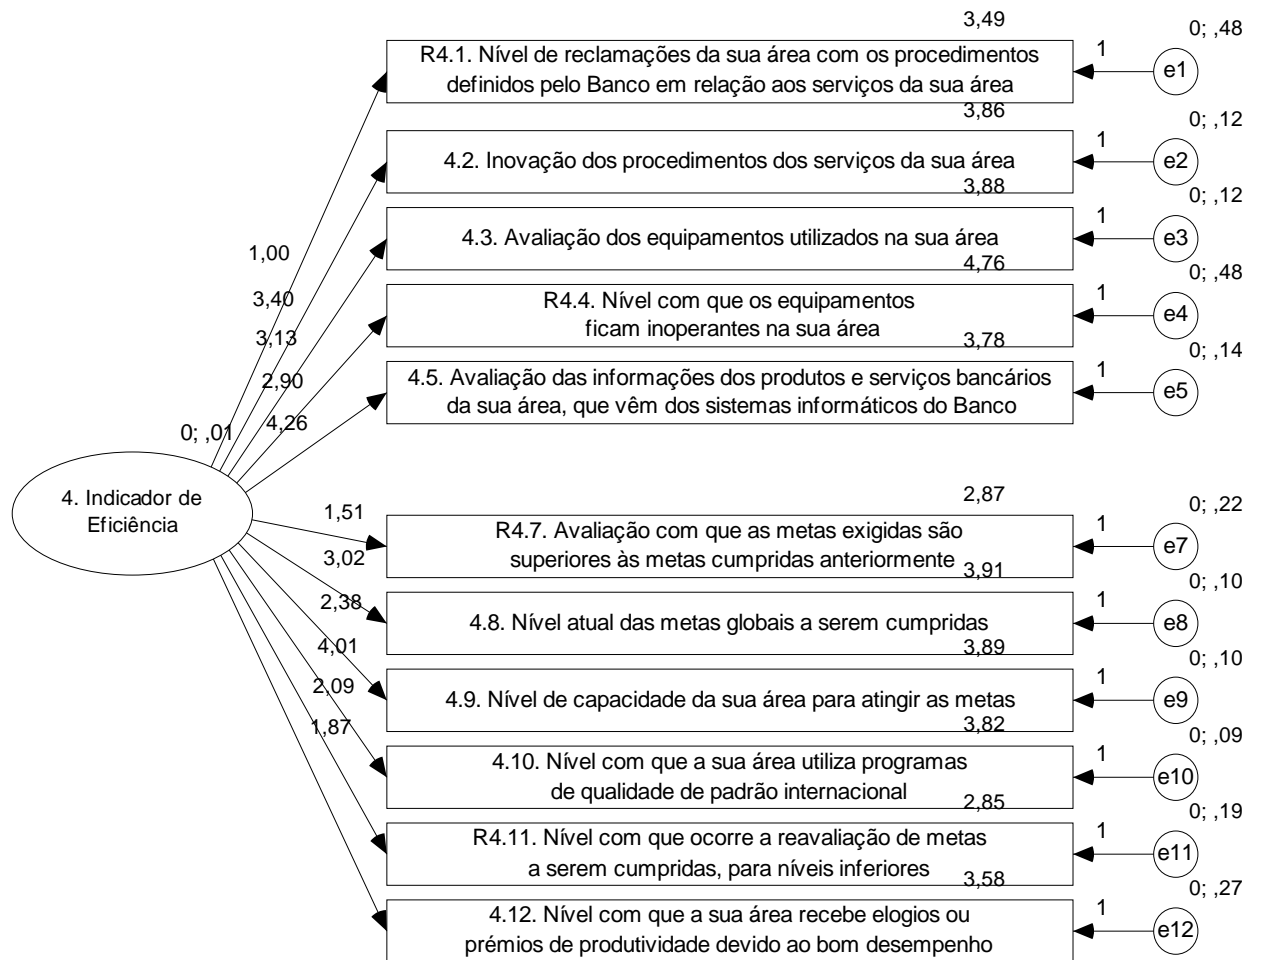 3,49
0; ,48
R4.1. Nível de reclamações da sua área com os procedimentos
definidos pelo Banco em relação aos serviços da sua área
1
e1
3,86
0; ,12
4.2. Inovação dos procedimentos dos serviços da sua área
1
e2
3,88
0; ,12
4.3. Avaliação dos equipamentos utilizados na sua área
1
e3
4,76
0; ,48
R4.4. Nível com que os equipamentos
ficam inoperantes na sua área
1
e4
3,78
0; ,14
4.5. Avaliação das informações dos produtos e serviços bancários
da sua área, que vêm dos sistemas informáticos do Banco
1
e5
1,00
3,40
3,13
2,90
4,26
0; ,01
4. Indicador de
Eficiência
1,51
3,02
2,38
4,01
2,09
1,87
2,87
0; ,22
R4.7. Avaliação com que as metas exigidas são
superiores às metas cumpridas anteriormente
1
e7
3,91
0; ,10
4.8. Nível atual das metas globais a serem cumpridas
1
e8
3,89
0; ,10
4.9. Nível de capacidade da sua área para atingir as metas
1
e9
3,82
0; ,09
4.10. Nível com que a sua área utiliza programas
de qualidade de padrão internacional
1
e10
2,85
0; ,19
R4.11. Nível com que ocorre a reavaliação de metas
a serem cumpridas, para níveis inferiores
1
e11
3,58
0; ,27
4.12. Nível com que a sua área recebe elogios ou
prémios de produtividade devido ao bom desempenho
1
e12